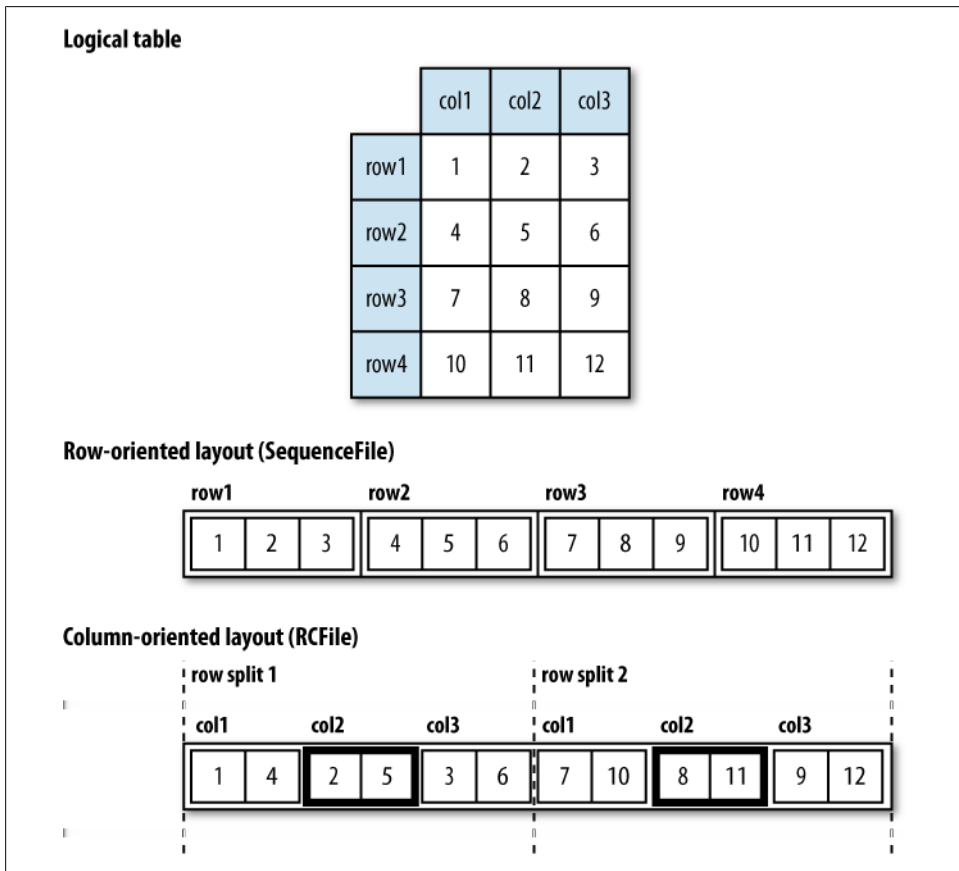 Logical table
col1 col2 col3
row1 1 2 3
row2 4 5 6
row3 7 8 9
row4 10 11 12
Row-oriented layout (SequenceFile)
row1 row2 row3 row4
1 2 3 4 5 6 7 8 9 10 11 12
Column-oriented layout (RCFile)
row split 1 row split 2
col1 col2 col3 col1 col2 col3
1 4 2 5 3 6 7 10 8 11 9 12